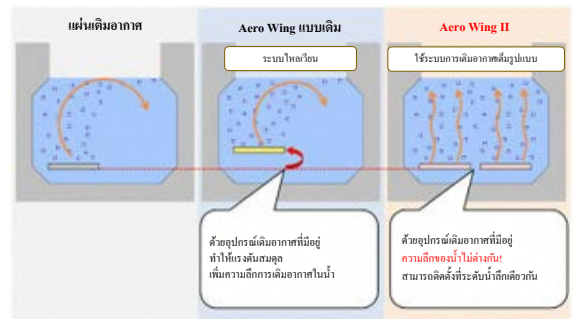 แผ่นเติมอากาศ
Aero Wing แบบเดิม
Aero Wing II
ระบบไหลเวียน
ใช้ระบบการเติมอากาศเต็มรูปแบบ
ด้วยอุปกรณ์เติมอากาศที่มีอยู่
ทำให้แรงดันสมดุล
เพิ่มความลึกการเติมอากาศในน้ำ
ด้วยอุปกรณ์เติมอากาศที่มีอยู่
ความลึกของน้ำไม่ต่างกัน!
สามารถติดตั้งที่ระดับน้ำลึกเดียวกัน